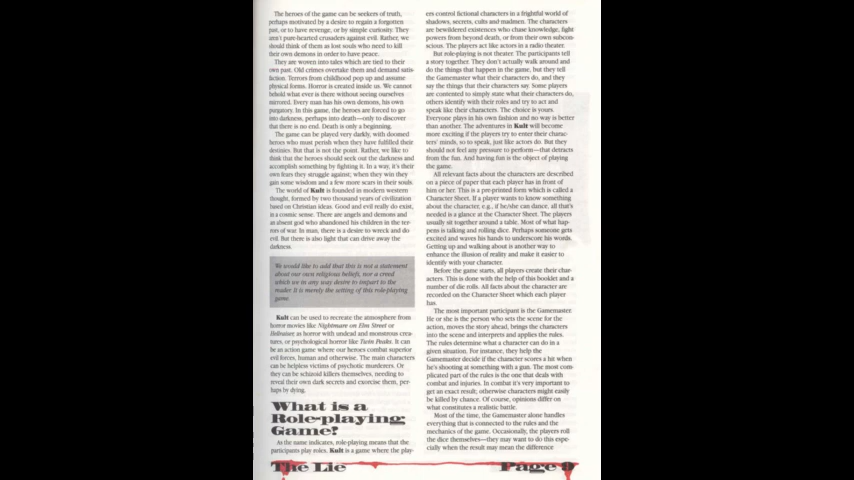 The heroes of the game can be seekers of truth,
perhaps motivated by a desire to regain a forgotten
past, or to have revenge, or by simple curiosity. They
aren't pure-hearted crusaders against evil. Rather, we
should think of them as lost souls who need to kill
their own demons in order to have peace.
They are woven into tales which are tied to their
own past. Old crimes overtake them and demand satis-
faction. Terrors from childhood pop up and assume
physical forms. Horror is created inside us. We cannot
behold what ever is there without seeing ourselves
mirrored. Every man has his own demons, his own
purgatory. In this game, the heroes are forced to go
into darkness, perhaps into death—only to discover
that there is no end. Death is only a beginning.
The game can be played very darkly, with doomed
heroes who must perish when they have fulfilled their
destinies. But that is not the point. Rather, we like to
think that the heroes should seek out the darkness and
accomplish something by fighting it. In a way, it's their
own fears they struggle against; when they win they
gain some wisdom and a few more scars in their souls.
The world of Kult is founded in modern western
thought, formed by two thousand years of civilization
based on Christian ideas. Good and evil really do exist,
in a cosmic sense. There are angels and demons and
an absent god who abandoned his children in the ter-
rors of war. In man, there is a desire to wreck and do
evil. But there is also light that can drive away the
darkness.
We would like to add that this is not a statement
about our own religious beliefs, nor a creed
which we in any way desire to impart to the
reader. It is merely the setting of this role-playing
game.
Kult can be used to recreate the atmosphere from
horror movies like Nightmare on Elm Street or
Hellraiser, as horror with undead and monstrous crea-
tures, or psychological horror like Twin Peaks. It can
be an action game where our heroes combat superior
evil forces, human and otherwise. The main characters
can be helpless victims of psychotic murderers. Or
they can be schizoid killers themselves, needing to
reveal their own dark secrets and exorcise them, per-
haps by dying.
What is a
Role-playing
Game?
As the name indicates, role-playing means that the
participants play roles. Kult is a game where the play-
ers control fictional characters in a frightful world of
shadows, secrets, cults and madmen. The characters
are bewildered existences who chase knowledge, fight
powers from beyond death, or from their own subcon-
scious. The players act like actors in a radio theater.
But role-playing is not theater. The participants tell
a story together. They don't actually walk around and
do the things that happen in the game, but they tell
the Gamemaster what their characters do, and they
say the things that their characters say. Some players
are contented to simply state what their characters do,
others identify with their roles and try to act and
speak like their characters. The choice is yours.
Everyone plays in his own fashion and no way is better
than another. The adventures in Kult will become
more exciting if the players try to enter their charac-
ters' minds, so to speak, just like actors do. But they
should not feel any pressure to perform—that detracts
from the fun. And having fun is the object of playing
the game.
All relevant facts about the characters are described
on a piece of paper that each player has in front of
him or her. This is a pre-printed form which is called a
Character Sheet. If a player wants to know something
about the character, e.g., if he/she can dance, all that's
needed is a glance at the Character Sheet. The players
usually sit together around a table. Most of what hap-
pens is talking and rolling dice. Perhaps someone gets
excited and waves his hands to underscore his words.
Getting up and walking about is another way to
enhance the illusion of reality and make it easier to
identify with your character.
Before the game starts, all players create their char-
acters. This is done with the help of this booklet and a
number of die rolls. All facts about the character are
recorded on the Character Sheet which each player
has.
The most important participant is the Gamemaster.
He or she is the person who sets the scene for the
action, moves the story ahead, brings the characters
into the scene and interprets and applies the rules.
The rules determine what a character can do in a
given situation. For instance, they help the
Gamemaster decide if the character scores a hit when
he's shooting at something with a gun. The most com-
plicated part of the rules is the one that deals with
combat and injuries. In combat it's very important to
get an exact result; otherwise characters might easily
be killed by chance. Of course, opinions differ on
what constitutes a realistic battle.
Most of the time, the Gamemaster alone handles
everything that is connected to the rules and the
mechanics of the game. Occasionally, the players roll
the dice themselves—they may want to do this espe-
cially when the result may mean the difference
The Lie
Page 9